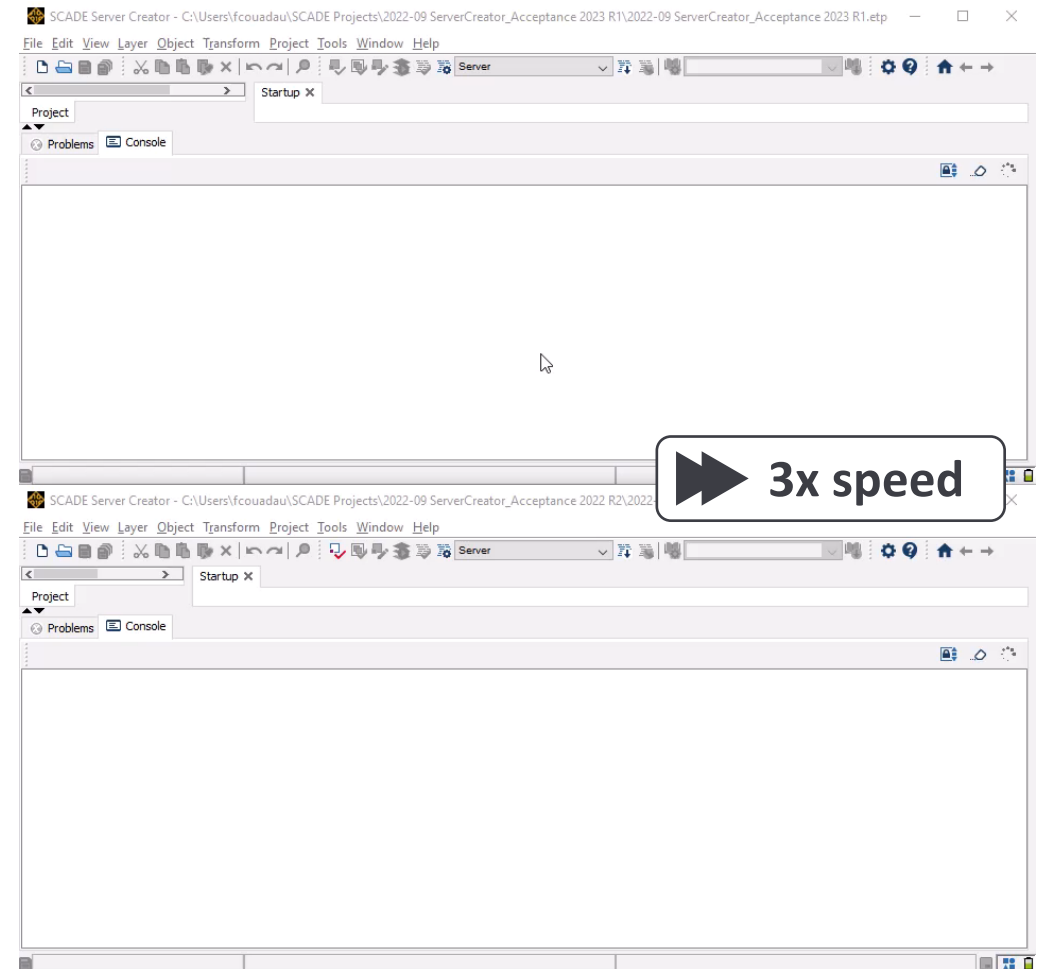 SCADE Server Creator - C:\Users\fcouadau\SCADE Projects\2022-09 ServerCreator_Acceptance 2023 R1\2022-09 ServerCreator_Acceptance 2023 R1.etp
File Edit View Layer Object Transform Project Tools Window Help
Server
Startup
Project
Problems Console
3x speed
SCADE Server Creator - C:\Users\fcouadau\SCADE Projects\2022-09 ServerCreator_Acceptance 2022 R2\2022-
File Edit View Layer Object Transform Project Tools Window Help
Server
Startup
Project
Problems Console